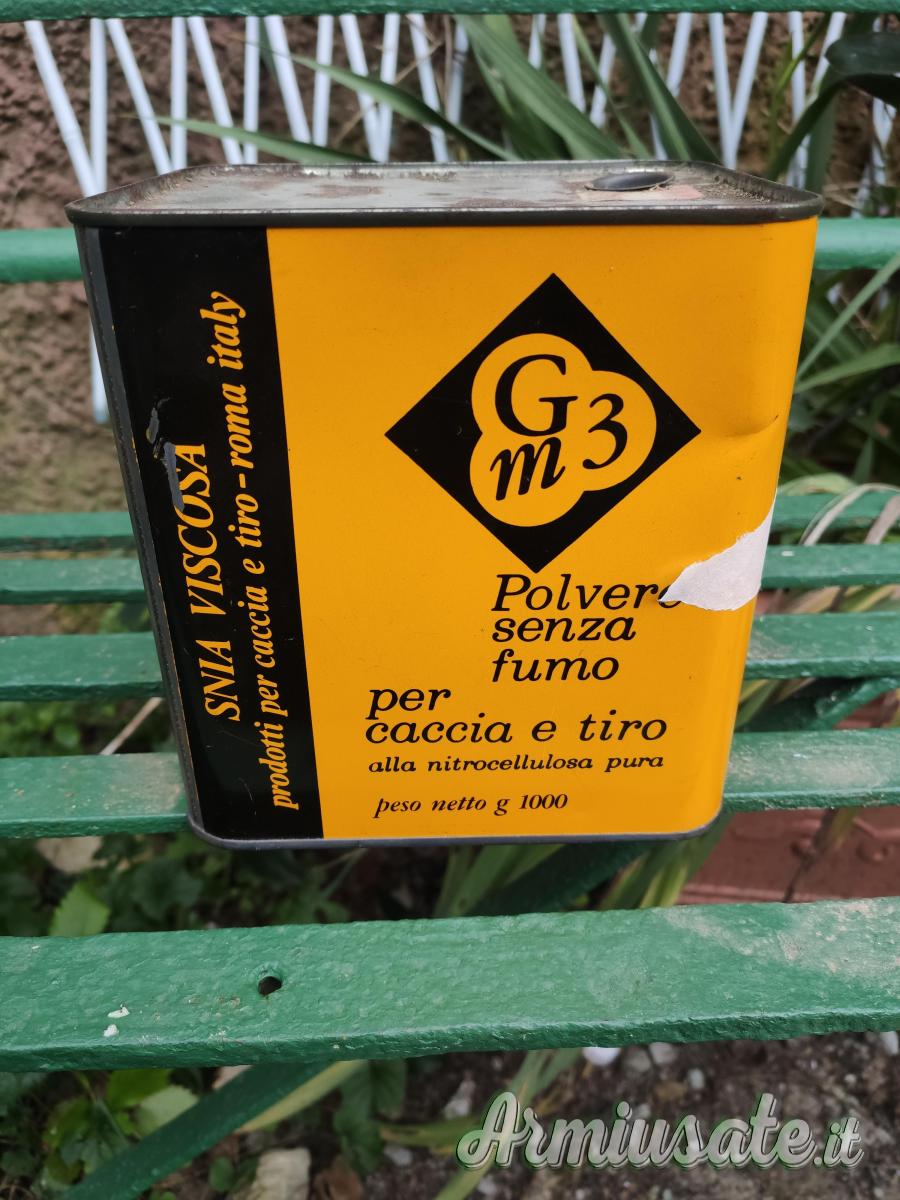 SNIA VISCOSA
prodotti per caccia e tiro-roma italy
G
m 3
Polvere
senza
fumo
per
caccia e tiro
alla nitrocellulosa pura
peso netto g 1000
Armiusate.it